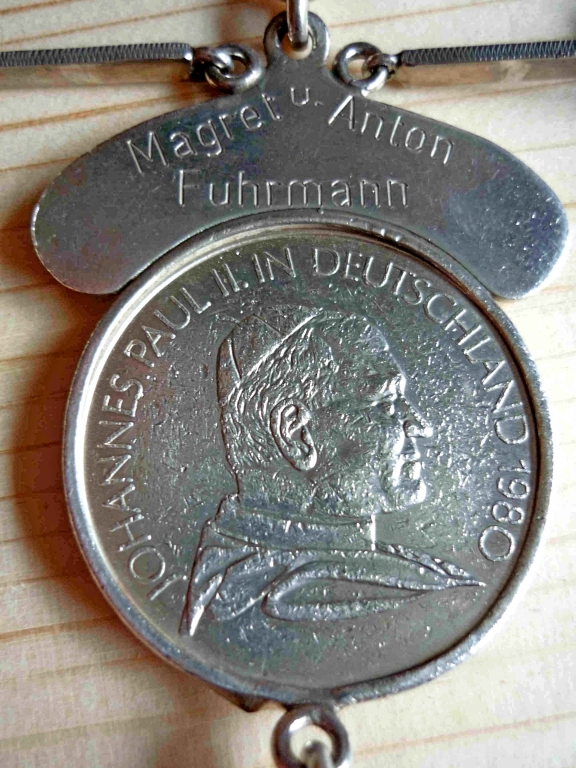 Magret u. Anton
Fuhrmann
JOHANNES PAUL II. IN DEUTSCHLAND 1980